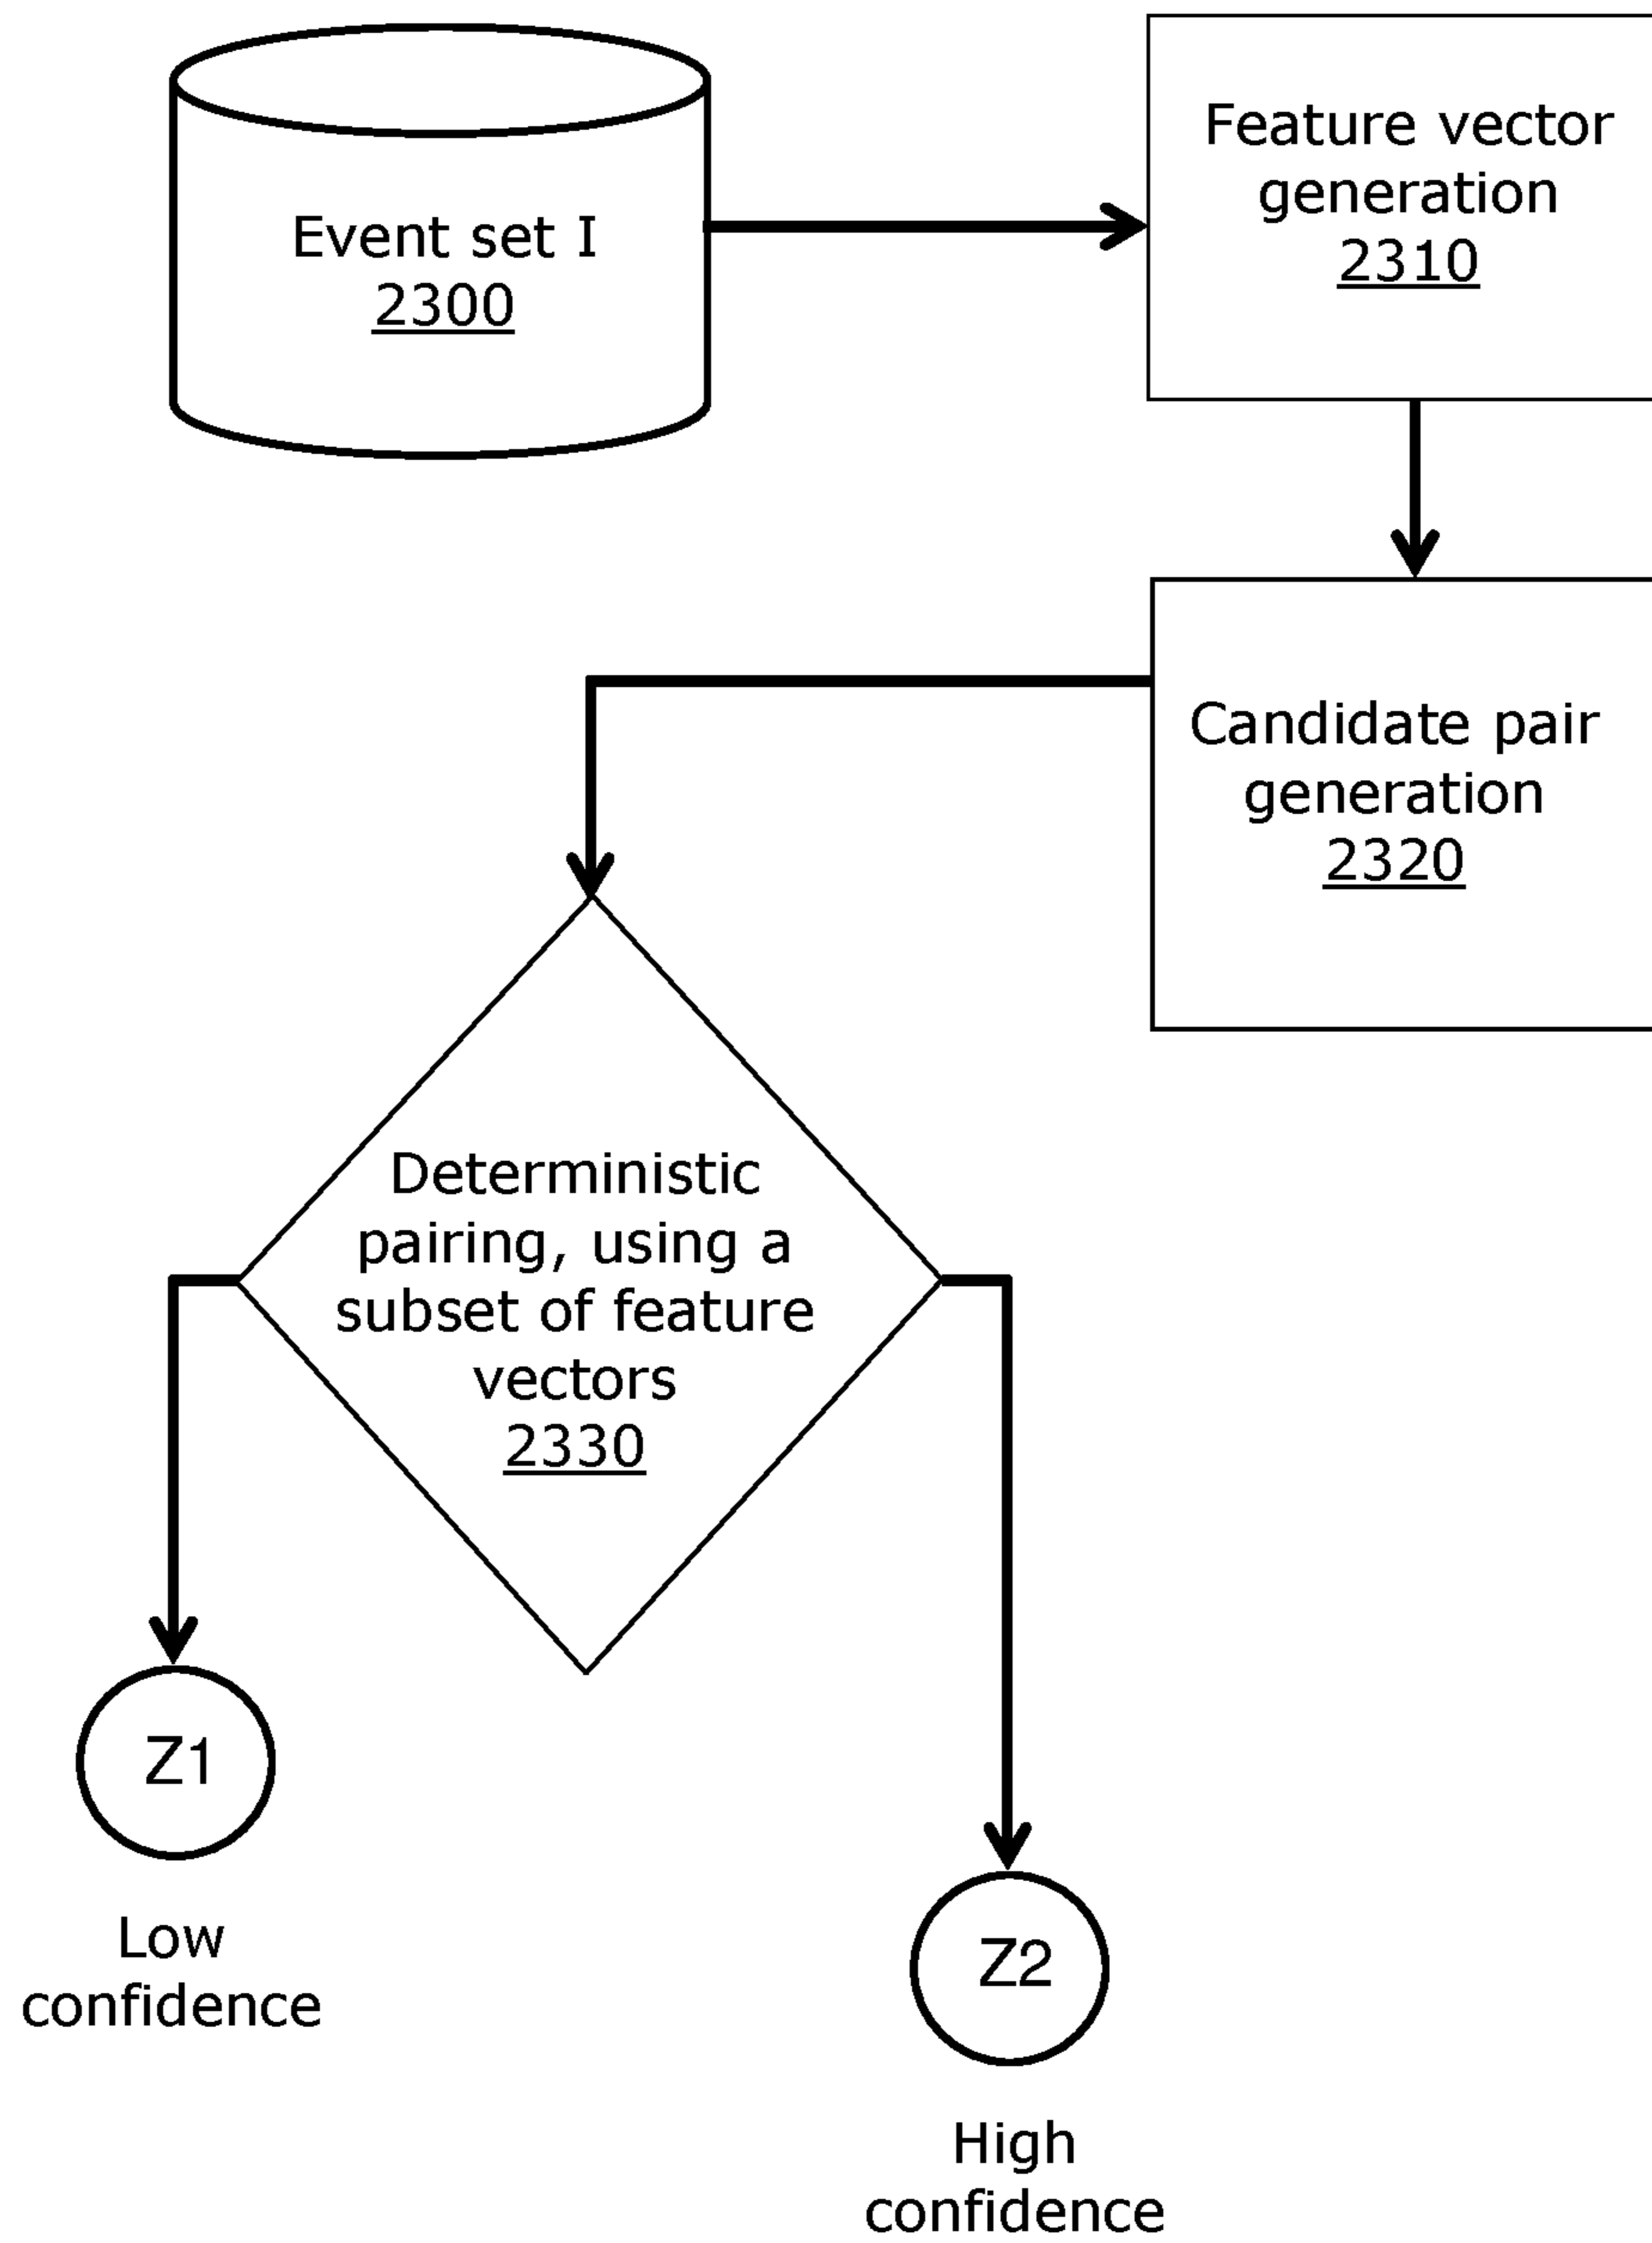 Event set I
2300
Feature vector
generation
2310
Candidate pair
generation
2320
Deterministic
pairing, using a
subset of feature
vectors
2330
Z1
Low
confidence
Z2
High
confidence